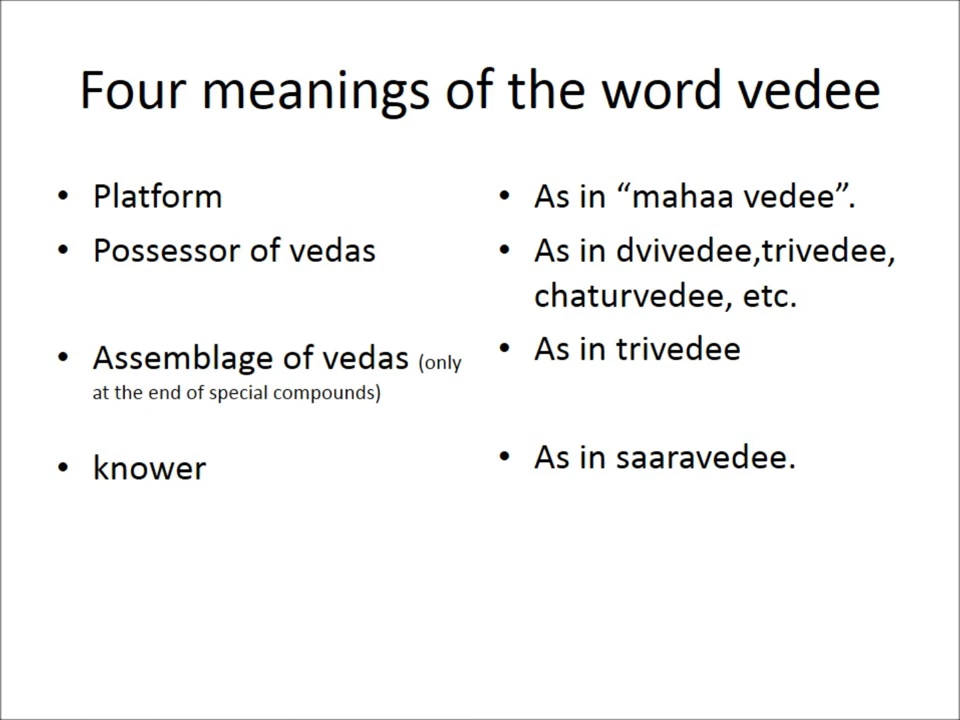 Four meanings of the word vedee
• Platform
• Possessor of vedas
• Assemblage of vedas (only
at the end of special compounds)
• knower
• As in “mahaa vedee”.
• As in dvivedee,trivedee,
chaturvedee, etc.
• As in trivedee
• As in saaravedee.